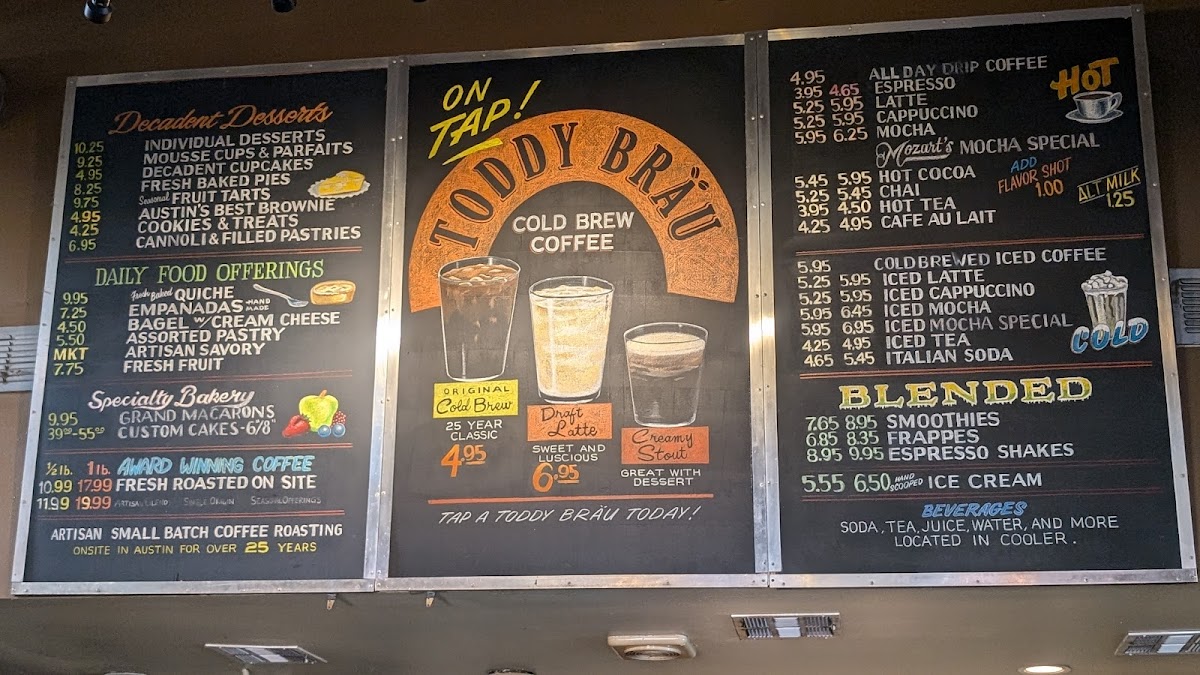 Decadent Desserts
10.25 INDIVIDUAL DESSERTS
9.25 MOUSSE CUPS & PARFAITS
4.95 DECADENT CUPCAKES
8.25 FRESH BAKED PIES
9.75 Seasonal FRUIT TARTS
4.95 AUSTIN'S BEST BROWNIE
4.25 COOKIES & TREATS
6.95 CANNOLI & FILLED PASTRIES
DAILY FOOD OFFERINGS
9.95 Fresh Baked QUICHE
7.25 EMPANADAS -HAND MADE
4.50 BAGEL W/ CREAM CHEESE
5.50 ASSORTED PASTRY
MKT ARTISAN SAVORY
7.75 FRESH FRUIT
Specialty Bakery
9.95 GRAND MACARONS
39⁰⁰-55⁰⁰ CUSTOM CAKES-6"/8"
½ lb. 1 lb. AWARD WINNING COFFEE
10.99 17.99 FRESH ROASTED ON SITE
11.99 19.99 ARTISAN BLEND SINGLE ORIGIN SEASONAL OFFERINGS
ARTISAN SMALL BATCH COFFEE ROASTING
ONSITE IN AUSTIN FOR OVER 25 YEARS
ON
TAP!
TODDY BRÄU
COLD BREW
COFFEE
ORIGINAL
Cold Brew
25 YEAR
CLASSIC
4.95
Draft
Latte
SWEET AND
LUSCIOUS
6.95
Creamy
Stout
GREAT WITH
DESSERT
TAP A TODDY BRÄU TODAY!
HOT
4.95 ALL DAY DRIP COFFEE
3.95 4.65 ESPRESSO
5.25 5.95 LATTE
5.25 5.95 CAPPUCCINO
5.95 6.25 MOCHA
Mozart's MOCHA SPECIAL
5.45 5.95 HOT COCOA
5.25 5.45 CHAI
3.95 4.50 HOT TEA
4.25 4.95 CAFE AU LAIT
ADD
FLAVOR SHOT
1.00
ALT MILK
1.25
5.95 COLD BREWED ICED COFFEE
5.25 5.95 ICED LATTE
5.25 5.95 ICED CAPPUCCINO
5.95 6.45 ICED MOCHA
5.95 6.95 ICED MOCHA SPECIAL
4.25 4.95 ICED TEA
4.65 5.45 ITALIAN SODA
COLD
BLENDED
7.65 8.95 SMOOTHIES
6.85 8.35 FRAPPES
8.95 9.95 ESPRESSO SHAKES
5.55 6.50 HAND SCOOPED ICE CREAM
BEVERAGES
SODA, TEA, JUICE, WATER, AND MORE
LOCATED IN COOLER.